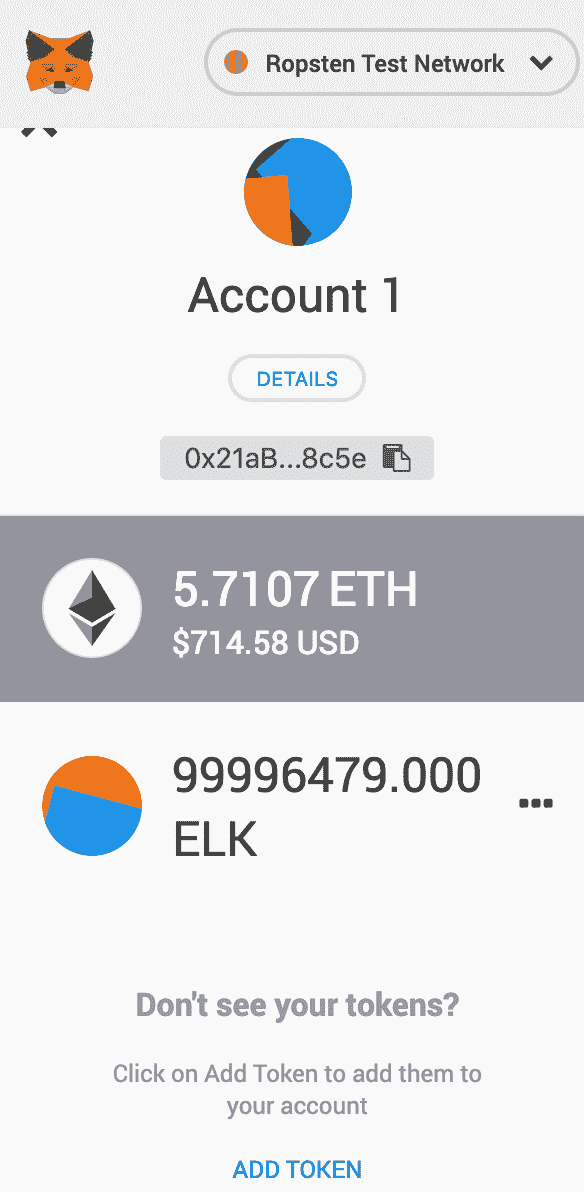 Ropsten Test Network
Account 1
DETAILS
0x21aB...8c5e
5.7107 ETH
$714.58 USD
99996479.000
ELK
Don't see your tokens?
Click on Add Token to add them to
your account
ADD TOKEN